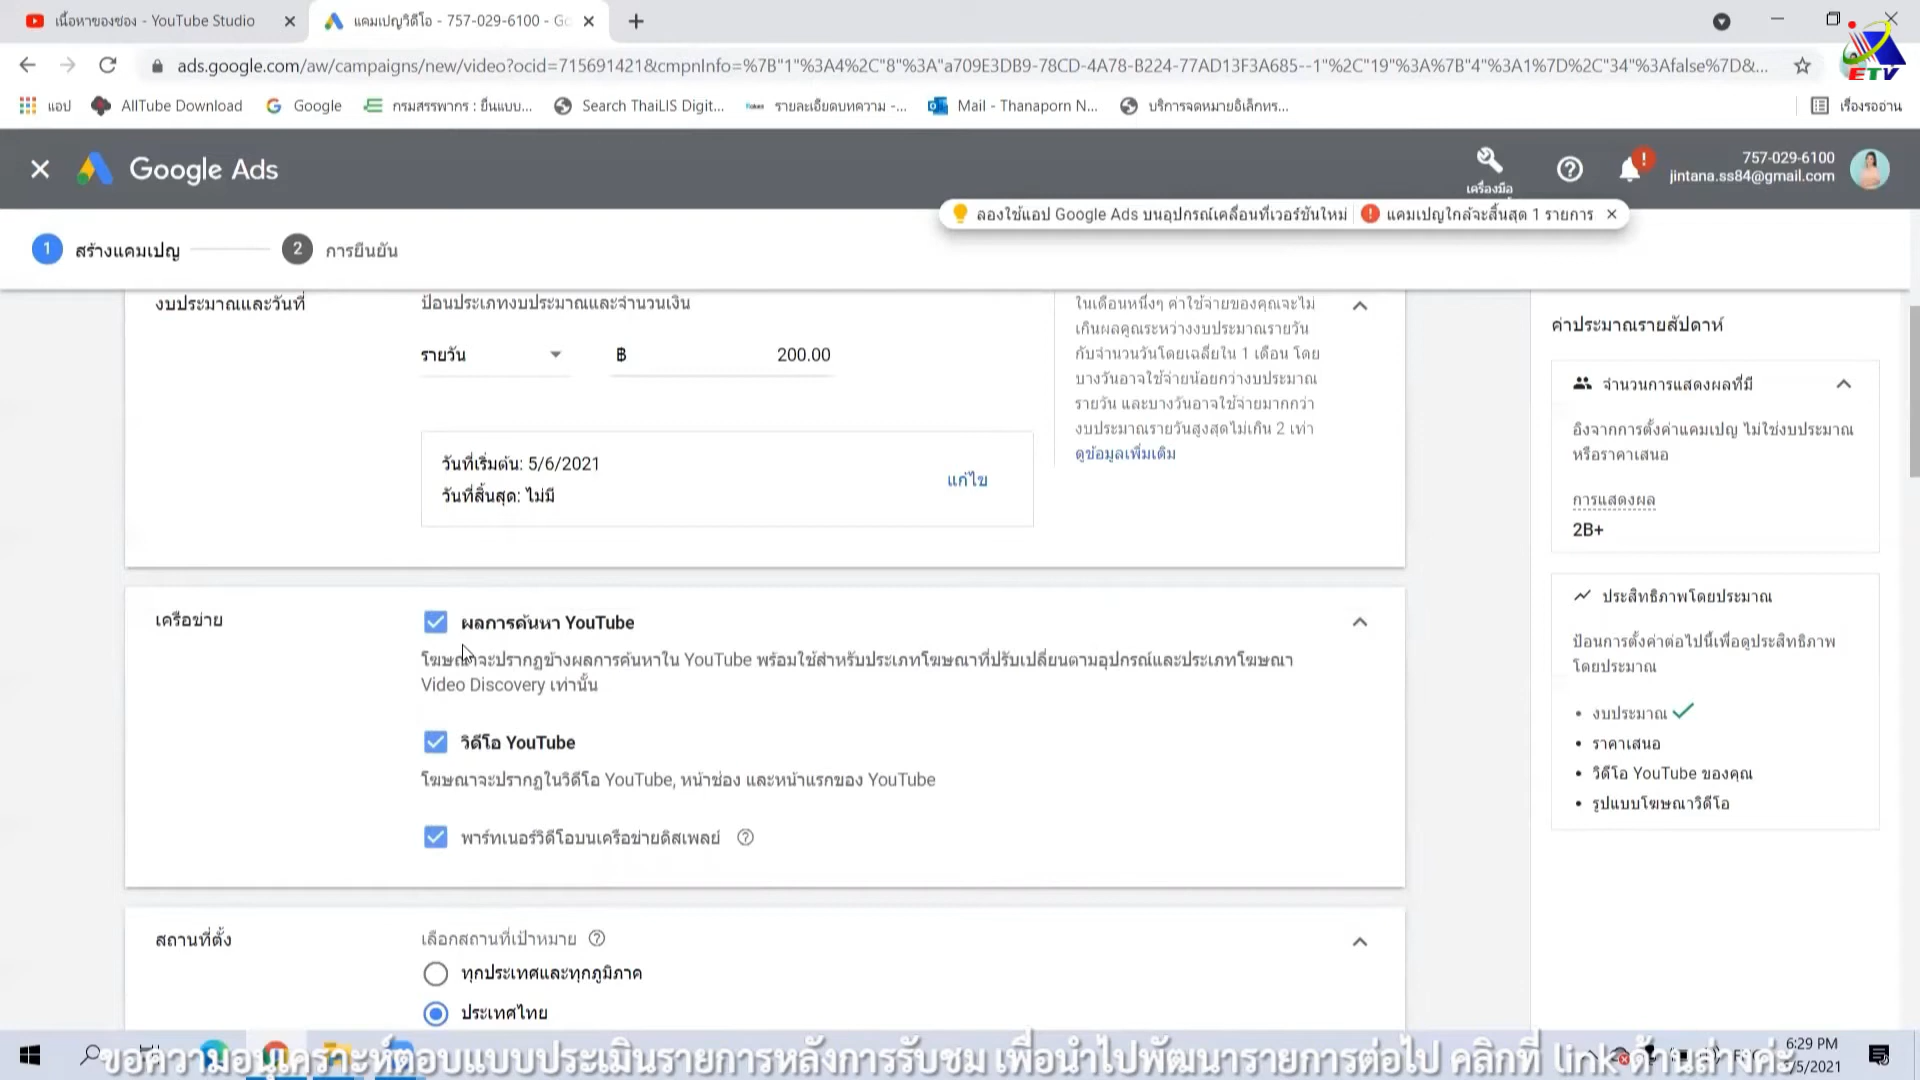 เนื้อหาของช่อง - YouTube Studio
แคมเปญวิดีโอ - 757-029-6100 - Go
ads.google.com/aw/campaigns/new/video?ocid=715691421&cmpnInfo=%7B"1"%3A4%2C"8"%3A"a709E3DB9-78CD-4A78-B224-77AD13F3A685--1"%2C"19"%3A%7B"4"%3A1%7D%2C"34"%3Afalse%7D&...
ETV
แอป
AllTube Download
Google
กรมสรรพากร : ยื่นแบบ...
Search ThaiLIS Digit...
รายละเอียดบทความ -...
Mail - Thanaporn N...
บริการจดหมายอิเล็กทร...
เรื่องรออ่าน
Google Ads
เครื่องมือ
757-029-6100
jintana.ss84@gmail.com
ลองใช้แอป Google Ads บนอุปกรณ์เคลื่อนที่เวอร์ชันใหม่
แคมเปญใกล้จะสิ้นสุด 1 รายการ
1 สร้างแคมเปญ
2 การยืนยัน
งบประมาณและวันที่
ป้อนประเภทงบประมาณและจำนวนเงิน
รายวัน
฿ 200.00
วันที่เริ่มต้น: 5/6/2021
วันที่สิ้นสุด: ไม่มี
แก้ไข
ในเดือนหนึ่งๆ ค่าใช้จ่ายของคุณจะไม่
เกินผลคูณระหว่างงบประมาณรายวัน
กับจำนวนวันโดยเฉลี่ยใน 1 เดือน โดย
บางวันอาจใช้จ่ายน้อยกว่างบประมาณ
รายวัน และบางวันอาจใช้จ่ายมากกว่า
งบประมาณรายวันสูงสุดไม่เกิน 2 เท่า
ดูข้อมูลเพิ่มเติม
เครือข่าย
ผลการค้นหา YouTube
โฆษณาจะปรากฏข้างผลการค้นหาใน YouTube พร้อมใช้สำหรับประเภทโฆษณาที่ปรับเปลี่ยนตามอุปกรณ์และประเภทโฆษณา
Video Discovery เท่านั้น
วิดีโอ YouTube
โฆษณาจะปรากฏในวิดีโอ YouTube, หน้าช่อง และหน้าแรกของ YouTube
พาร์ทเนอร์วิดีโอบนเครือข่ายดิสเพลย์
สถานที่ตั้ง
เลือกสถานที่เป้าหมาย
ทุกประเทศและทุกภูมิภาค
ประเทศไทย
ค่าประมาณรายสัปดาห์
จำนวนการแสดงผลที่มี
อิงจากการตั้งค่าแคมเปญ ไม่ใช่งบประมาณ
หรือราคาเสนอ
การแสดงผล
2B+
ประสิทธิภาพโดยประมาณ
ป้อนการตั้งค่าต่อไปนี้เพื่อดูประสิทธิภาพ
โดยประมาณ
• งบประมาณ
• ราคาเสนอ
• วิดีโอ YouTube ของคุณ
• รูปแบบโฆษณาวิดีโอ
ขอความอนุเคราะห์ตอบแบบประเมินรายการหลังการรับชม เพื่อนำไปพัฒนารายการต่อไป คลิกที่ link ด้านล่างค่ะ
6:29 PM
/5/2021